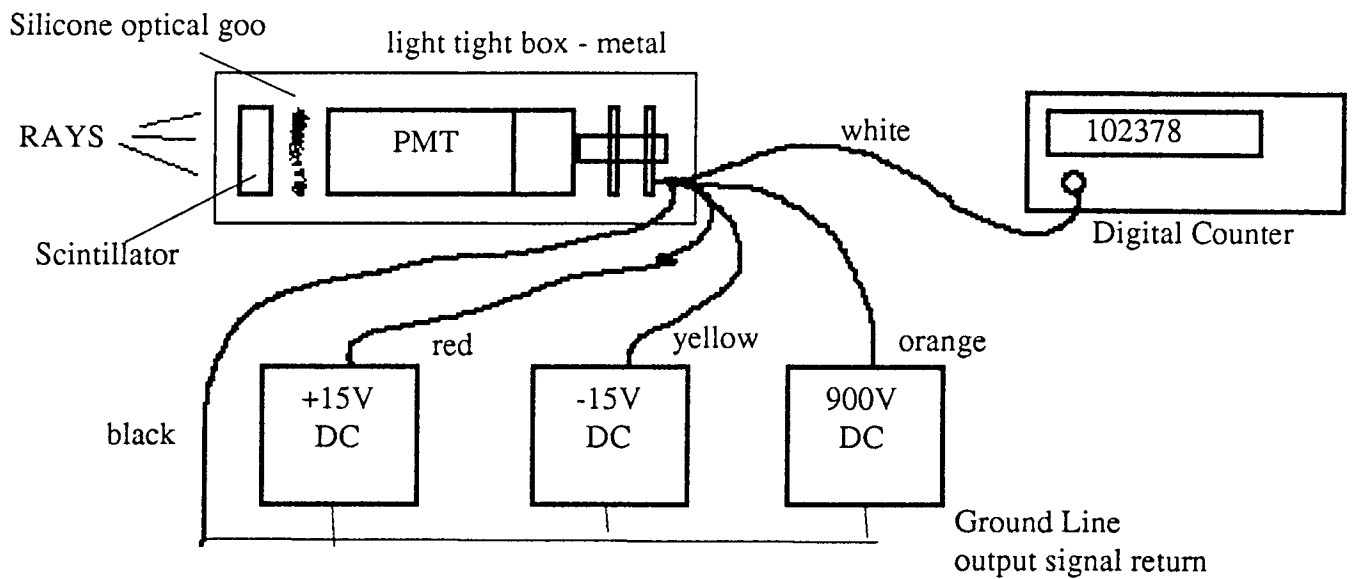 Silicone optical goo
light tight box - metal
RAYS
PMT
white
102378
Scintillator
Digital Counter
red
yellow
orange
+15V
DC
-15V
DC
900V
DC
black
Ground Line
output signal return